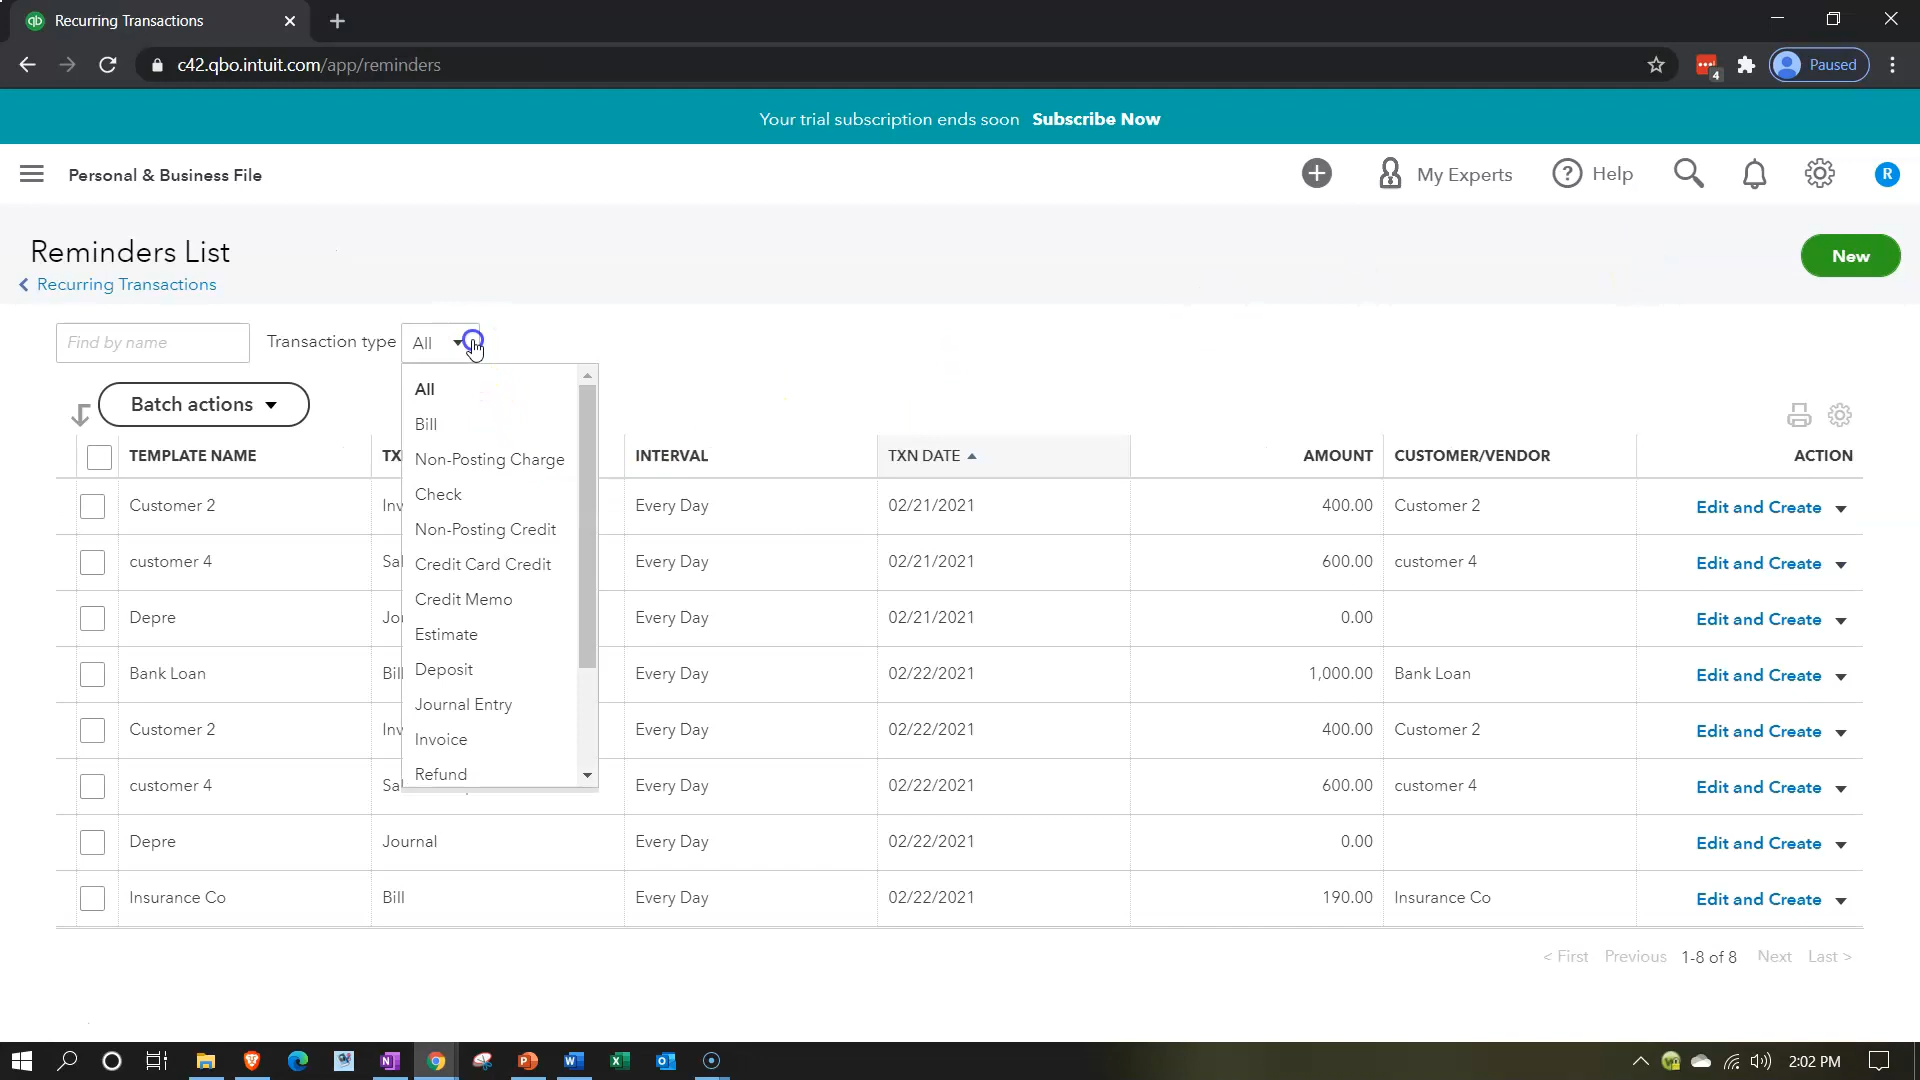 Recurring Transactions
c42.qbo.intuit.com/app/reminders
4
Paused
Your trial subscription ends soon Subscribe Now
Personal & Business File
My Experts
? Help
R
Reminders List
New
Recurring Transactions
Find by name
Transaction type
All
All
Bill
Non-Posting Charge
Check
Non-Posting Credit
Credit Card Credit
Credit Memo
Estimate
Deposit
Journal Entry
Invoice
Refund
Batch actions
TEMPLATE NAME INTERVAL TXN DATE AMOUNT CUSTOMER/VENDOR ACTION
Customer 2 Every Day 02/21/2021 400.00 Customer 2 Edit and Create
customer 4 Every Day 02/21/2021 600.00 customer 4 Edit and Create
Depre Every Day 02/21/2021 0.00 Edit and Create
Bank Loan Every Day 02/22/2021 1,000.00 Bank Loan Edit and Create
Customer 2 Every Day 02/22/2021 400.00 Customer 2 Edit and Create
customer 4 Every Day 02/22/2021 600.00 customer 4 Edit and Create
Depre Journal Every Day 02/22/2021 0.00 Edit and Create
Insurance Co Bill Every Day 02/22/2021 190.00 Insurance Co Edit and Create
< First Previous 1-8 of 8 Next Last >
2:02 PM